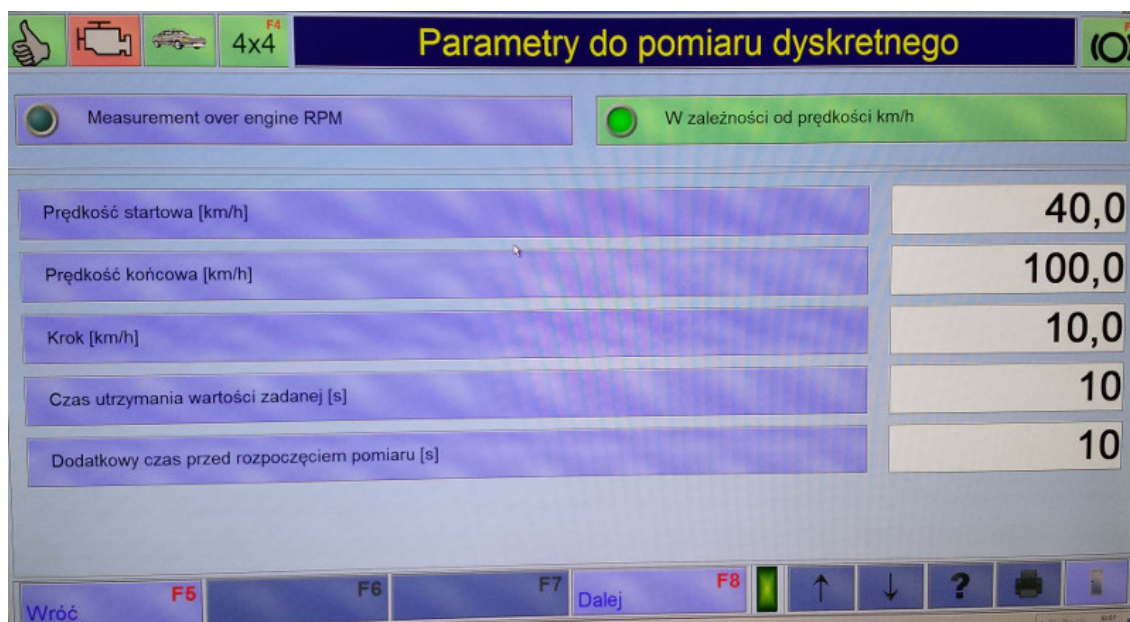 F4
4x4
Parametry do pomiaru dyskretnego
Measurement over engine RPM
W zależności od prędkości km/h
Prędkość startowa [km/h]
40,0
Prędkość końcowa [km/h]
100,0
Krok [km/h]
10,0
Czas utrzymania wartości zadanej [s]
10
Dodatkowy czas przed rozpoczęciem pomiaru [s]
10
Wróć F5
F6
F7
Dalej F8
?